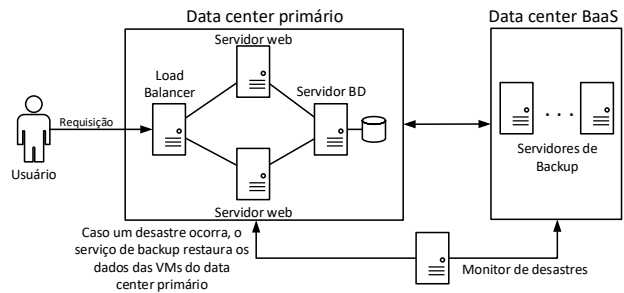 Data center primário
Data center BaaS
Servidor web
Load
Balancer
Servidor BD
Requisição
Usuário
. . .
Servidores de
Backup
Servidor web
Caso um desastre ocorra, o
serviço de backup restaura os
dados das VMs do data
center primário
Monitor de desastres